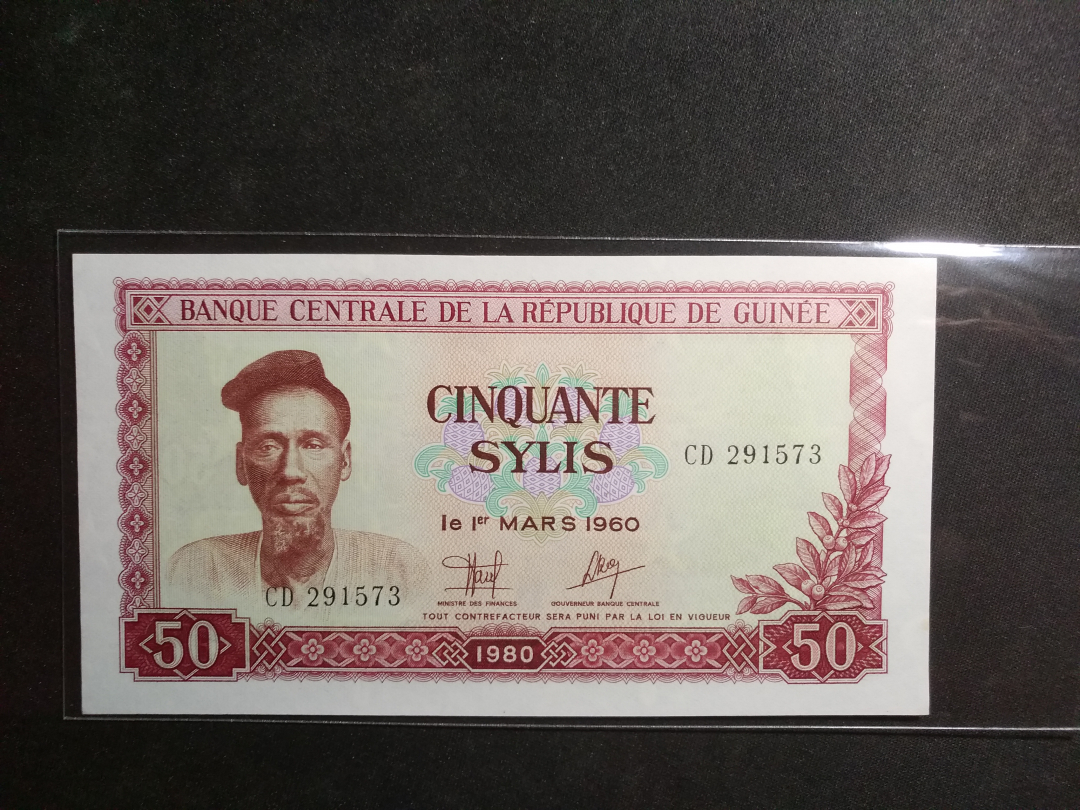 BANQUE CENTRALE DE LA RÉPUBLIQUE DE GUINÉE
CINQUANTE
SYLIS
CD 291573
le 1er MARS 1960
CD 291573
MINISTRE DES FINANCES
GOUVERNEUR BANQUE CENTRALE
TOUT CONTREFACTEUR SERA PUNI PAR LA LOI EN VIGUEUR
50
1980
50